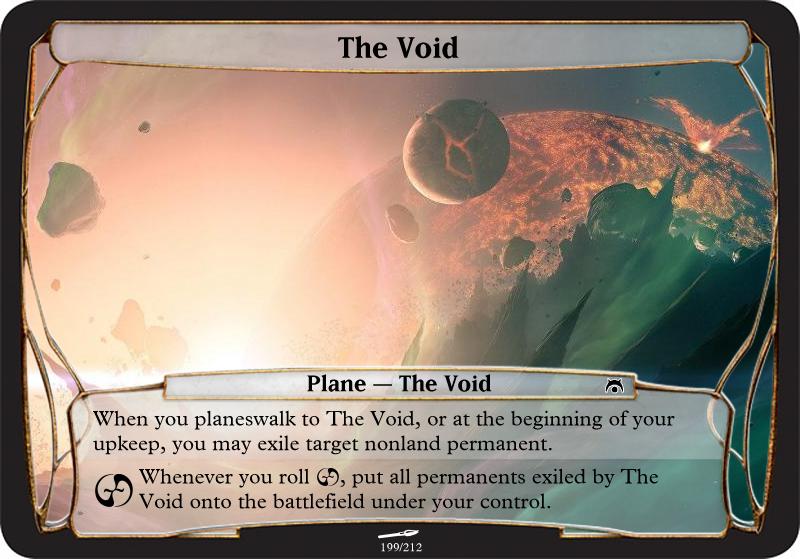 The Void
Plane — The Void
When you planeswalk to The Void, or at the beginning of your
upkeep, you may exile target nonland permanent.
Whenever you roll , put all permanents exiled by The
Void onto the battlefield under your control.
199/212